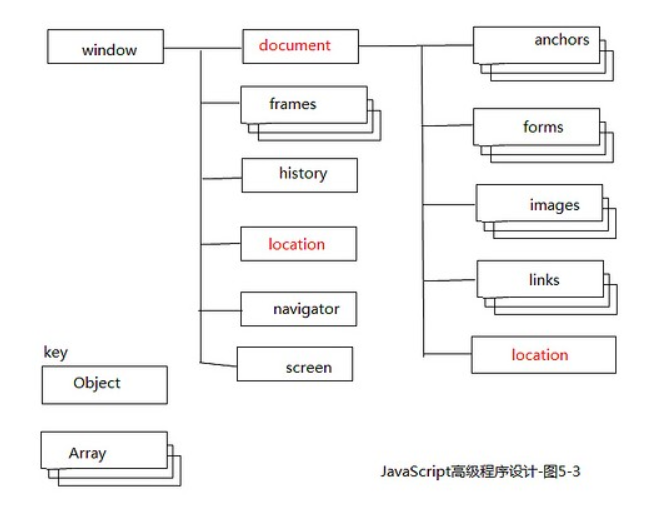 window
document
anchors
frames
forms
history
images
location
links
navigator
location
screen
key
Object
Array
JavaScript高级程序设计-图5-3